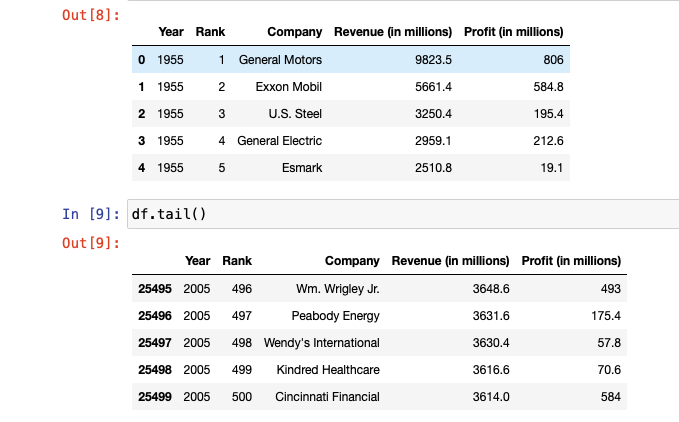 Out[8]:
Year Rank Company Revenue (in millions) Profit (in millions)
0 1955 1 General Motors 9823.5 806
1 1955 2 Exxon Mobil 5661.4 584.8
2 1955 3 U.S. Steel 3250.4 195.4
3 1955 4 General Electric 2959.1 212.6
4 1955 5 Esmark 2510.8 19.1
In [9]: df.tail()
Out[9]:
Year Rank Company Revenue (in millions) Profit (in millions)
25495 2005 496 Wm. Wrigley Jr. 3648.6 493
25496 2005 497 Peabody Energy 3631.6 175.4
25497 2005 498 Wendy's International 3630.4 57.8
25498 2005 499 Kindred Healthcare 3616.6 70.6
25499 2005 500 Cincinnati Financial 3614.0 584